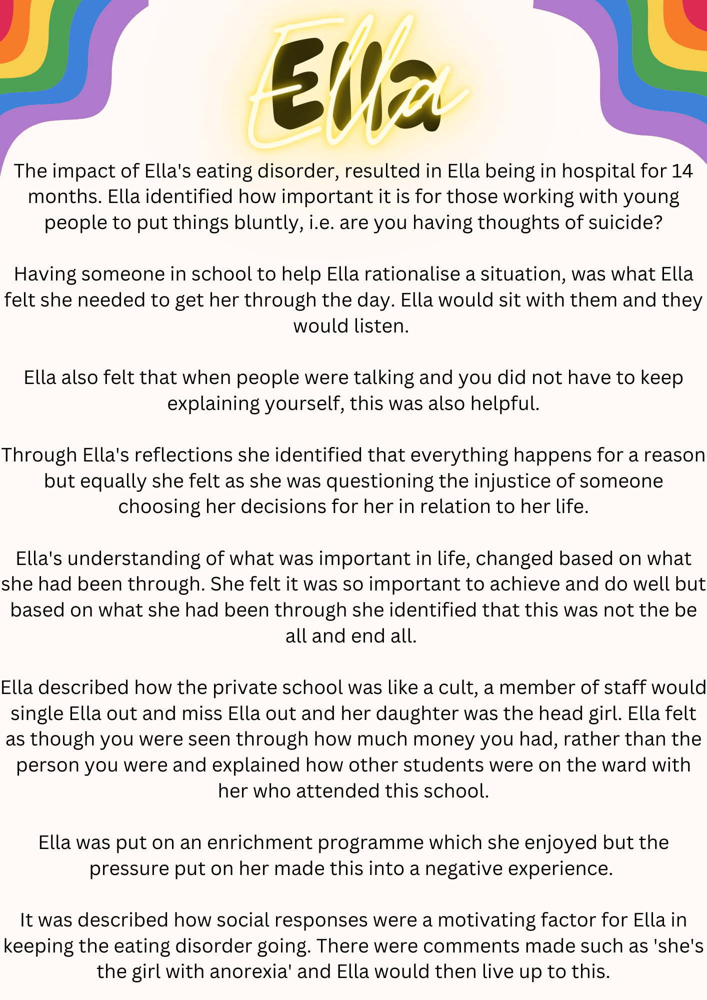 Ella
The impact of Ella's eating disorder, resulted in Ella being in hospital for 14
months. Ella identified how important it is for those working with young
people to put things bluntly, i.e. are you having thoughts of suicide?
Having someone in school to help Ella rationalise a situation, was what Ella
felt she needed to get her through the day. Ella would sit with them and they
would listen.
Ella also felt that when people were talking and you did not have to keep
explaining yourself, this was also helpful.
Through Ella's reflections she identified that everything happens for a reason
but equally she felt as she was questioning the injustice of someone
choosing her decisions for her in relation to her life.
Ella's understanding of what was important in life, changed based on what
she had been through. She felt it was so important to achieve and do well but
based on what she had been through she identified that this was not the be
all and end all.
Ella described how the private school was like a cult, a member of staff would
single Ella out and miss Ella out and her daughter was the head girl. Ella felt
as though you were seen through how much money you had, rather than the
person you were and explained how other students were on the ward with
her who attended this school.
Ella was put on an enrichment programme which she enjoyed but the
pressure put on her made this into a negative experience.
It was described how social responses were a motivating factor for Ella in
keeping the eating disorder going. There were comments made such as 'she's
the girl with anorexia' and Ella would then live up to this.